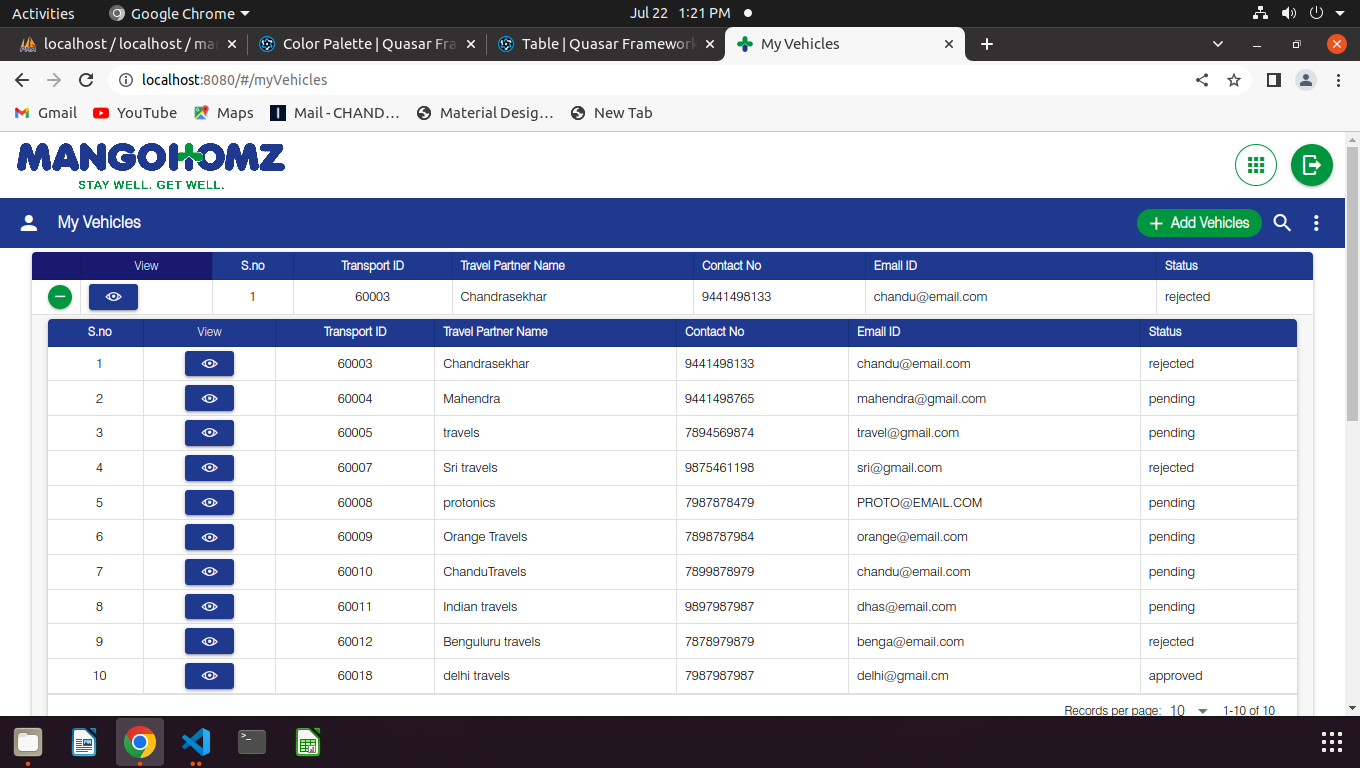 Activities Google Chrome Jul 22 1:21 PM
localhost / localhost / mar Color Palette | Quasar Fra Table | Quasar Framework My Vehicles
localhost:8080/#/myVehicles
Gmail YouTube Maps Mail - CHAND... Material Desig... New Tab
MANGOHOMZ
STAY WELL. GET WELL.
My Vehicles + Add Vehicles
View S.no Transport ID Travel Partner Name Contact No Email ID Status
1 60003 Chandrasekhar 9441498133 chandu@email.com rejected
S.no View Transport ID Travel Partner Name Contact No Email ID Status
1 60003 Chandrasekhar 9441498133 chandu@email.com rejected
2 60004 Mahendra 9441498765 mahendra@gmail.com pending
3 60005 travels 7894569874 travel@gmail.com pending
4 60007 Sri travels 9875461198 sri@gmail.com rejected
5 60008 protonics 7987878479 PROTO@EMAIL.COM pending
6 60009 Orange Travels 7898787984 orange@email.com pending
7 60010 ChanduTravels 7899878979 chandu@email.com pending
8 60011 Indian travels 9897987987 dhas@email.com pending
9 60012 Benguluru travels 7878979879 benga@email.com rejected
10 60018 delhi travels 7987987987 delhi@gmail.cm approved
Records per page: 10 1-10 of 10